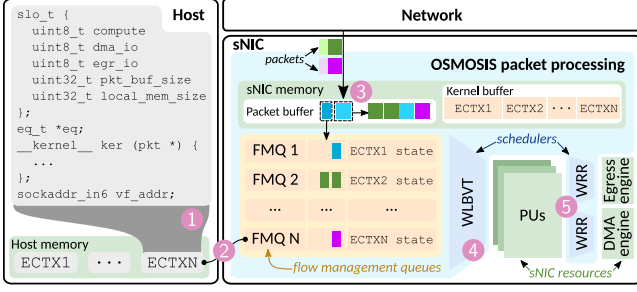 slo_t {
uint8_t compute
uint8_t dma_io
uint8_t egr_io
uint32_t pkt_buf_size
uint32_t local_mem_size
};
eq_t *eq;
__kernel__ ker (pkt *) {
...
};
sockaddr_in6 vf_addr;
Host
1
Host memory
ECTX1
...
ECTXN
2
Network
sNIC
packets
OSMOSIS packet processing
3
sNIC memory
Packet buffer
Kernel buffer
ECTX1 ECTX2 ... ECTXN
FMQ 1 ECTX1 state
FMQ 2 ECTX2 state
... ...
FMQ N ECTXN state
flow management queues
schedulers
WLBVT
4
PUs
5
WRR
WRR
Egress engine
DMA engine
sNIC resources